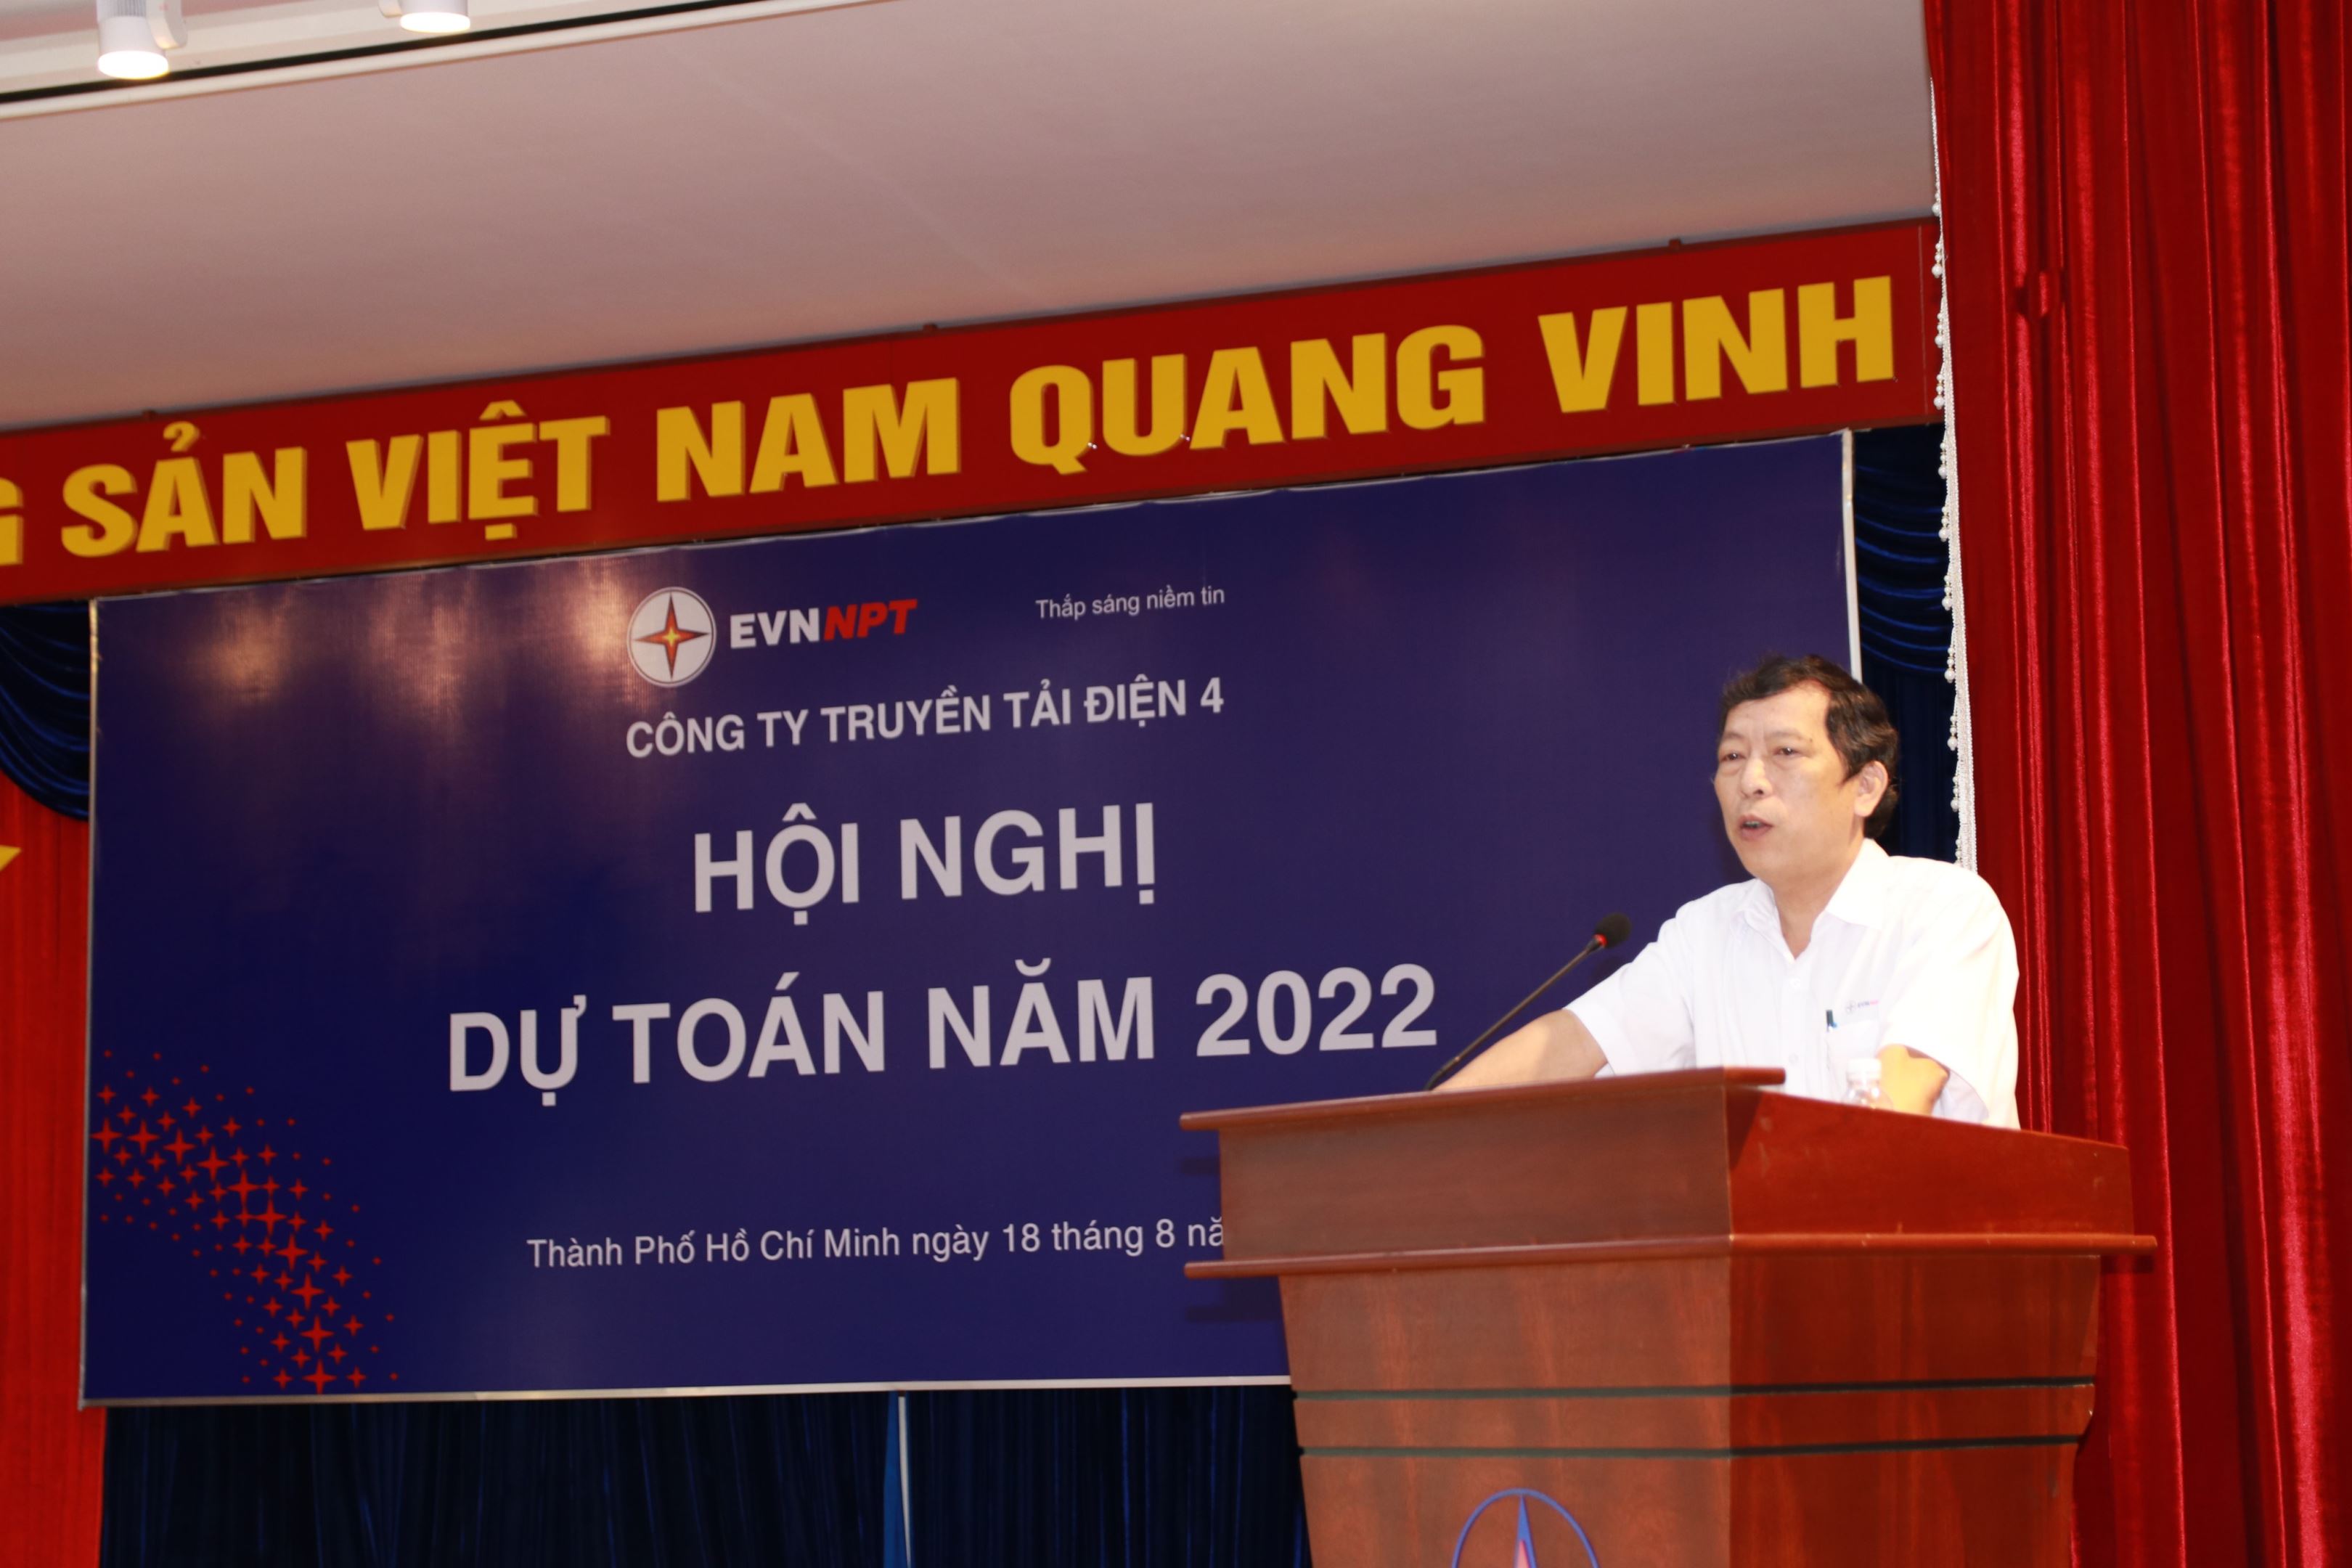 SẢN VIỆT NAM QUANG VINH
EVNNPT
Thắp sáng niềm tin
CÔNG TY TRUYỀN TẢI ĐIỆN 4
HỘI NGHỊ
DỰ TOÁN NĂM 2022
Thành Phố Hồ Chí Minh ngày 18 tháng 8